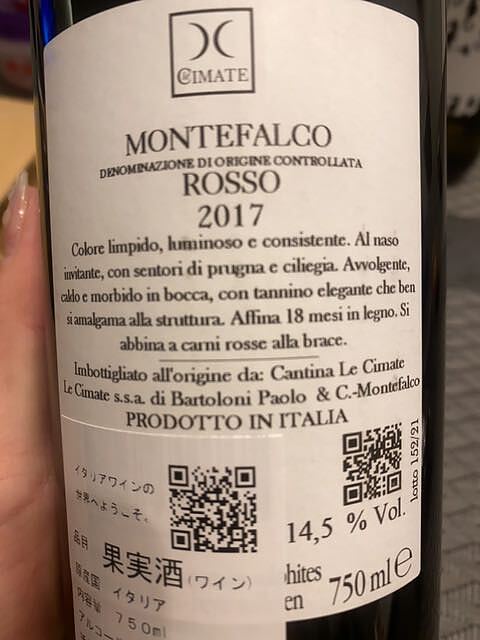 Le
CIMATE
MONTEFALCO
DENOMINAZIONE DI ORIGINE CONTROLLATA
ROSSO
2017
Colore limpido, luminoso e consistente. Al naso
invitante, con sentori di prugna e ciliegia. Avvolgente,
caldo e morbido in bocca, con tannino elegante che ben
si amalgama alla struttura. Affina 18 mesi in legno. Si
abbina a carni rosse alla brace.
Imbottigliato all'origine da: Cantina Le Cimate
Le Cimate s.s.a. di Bartoloni Paolo & C.-Montefalco
PRODOTTO IN ITALIA
lotto 152/21
イタリアワインの
世界へようこそ。
14,5 % Vol.
品目 果実酒(ワイン)
原産国 イタリア
内容量 750ml
アルコー
hites
en 750 ml e